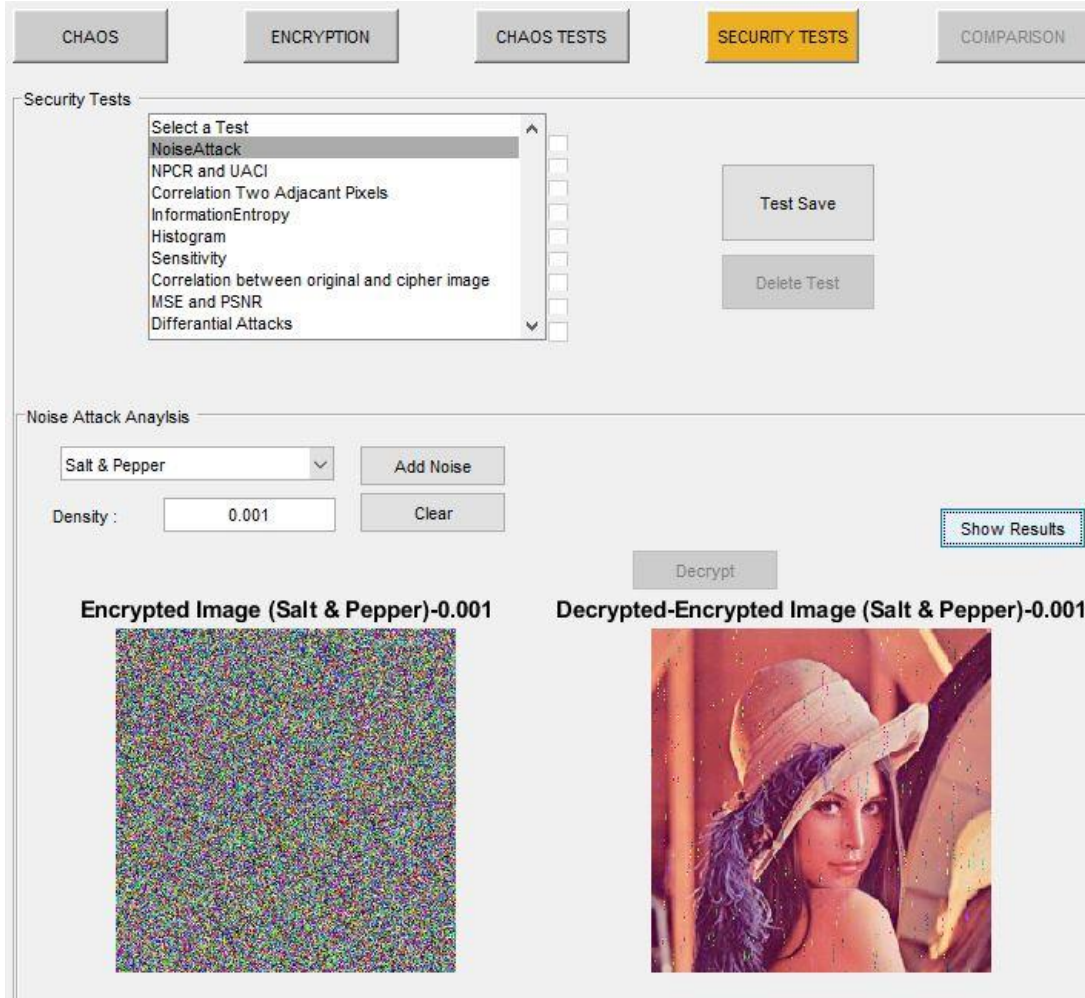 CHAOS
ENCRYPTION
CHAOS TESTS
SECURITY TESTS
COMPARISON
Security Tests
Select a Test
NoiseAttack
NPCR and UACI
Correlation Two Adjacant Pixels
InformationEntropy
Histogram
Sensitivity
Correlation between original and cipher image
MSE and PSNR
Differantial Attacks
Test Save
Delete Test
Noise Attack Anaylsis
Salt & Pepper
Add Noise
Density :
0.001
Clear
Show Results
Decrypt
Encrypted Image (Salt & Pepper)-0.001
Decrypted-Encrypted Image (Salt & Pepper)-0.001